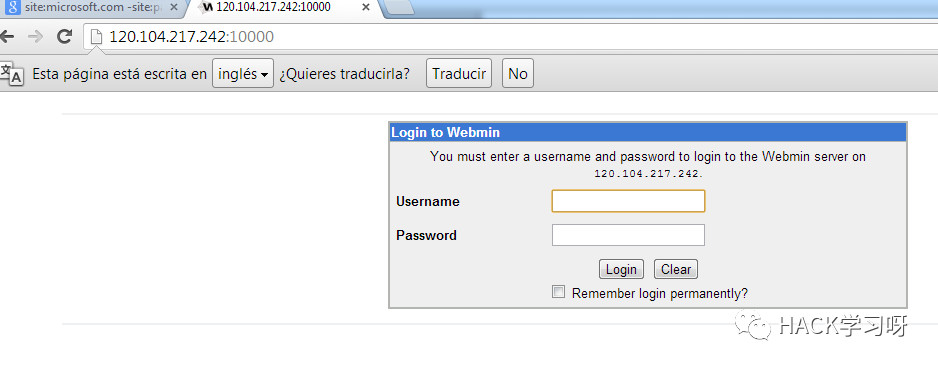 site:microsoft.com -site:p
120.104.217.242:10000
120.104.217.242:10000
Esta página está escrita en inglés ¿Quieres traducirla? Traducir No
Login to Webmin
You must enter a username and password to login to the Webmin server on
120.104.217.242.
Username
Password
Login Clear
Remember login permanently?
HACK学习呀